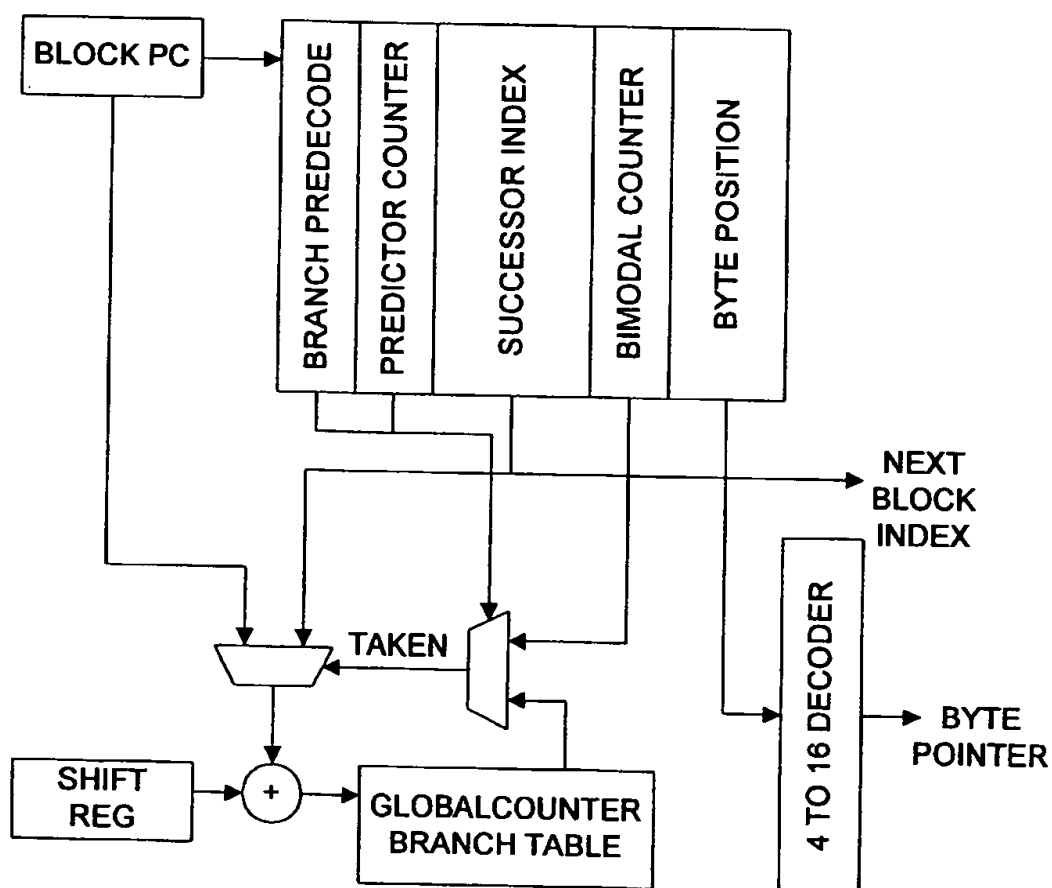 BLOCK PC
BRANCH PREDECODE
PREDICTOR COUNTER
SUCCESSOR INDEX
BIMODAL COUNTER
BYTE POSITION
NEXT
BLOCK
INDEX
TAKEN
4 TO 16 DECODER
BYTE
POINTER
SHIFT
REG
+
GLOBALCOUNTER
BRANCH TABLE